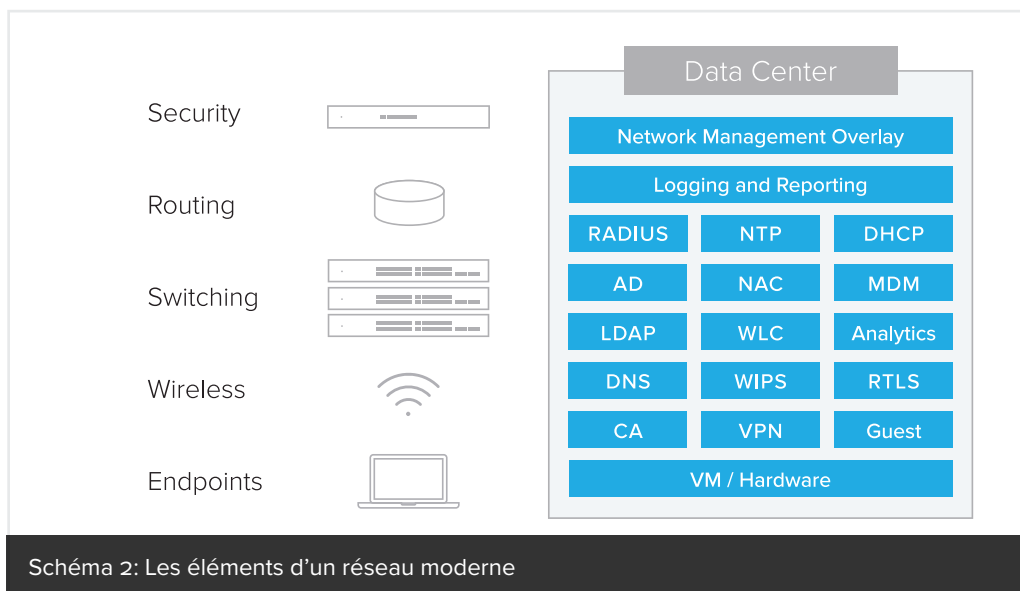 Security
Routing
Switching
Wireless
Endpoints
Data Center
Network Management Overlay
Logging and Reporting
RADIUS NTP DHCP
AD NAC MDM
LDAP WLC Analytics
DNS WIPS RTLS
CA VPN Guest
VM / Hardware
Schéma 2: Les éléments d’un réseau moderne